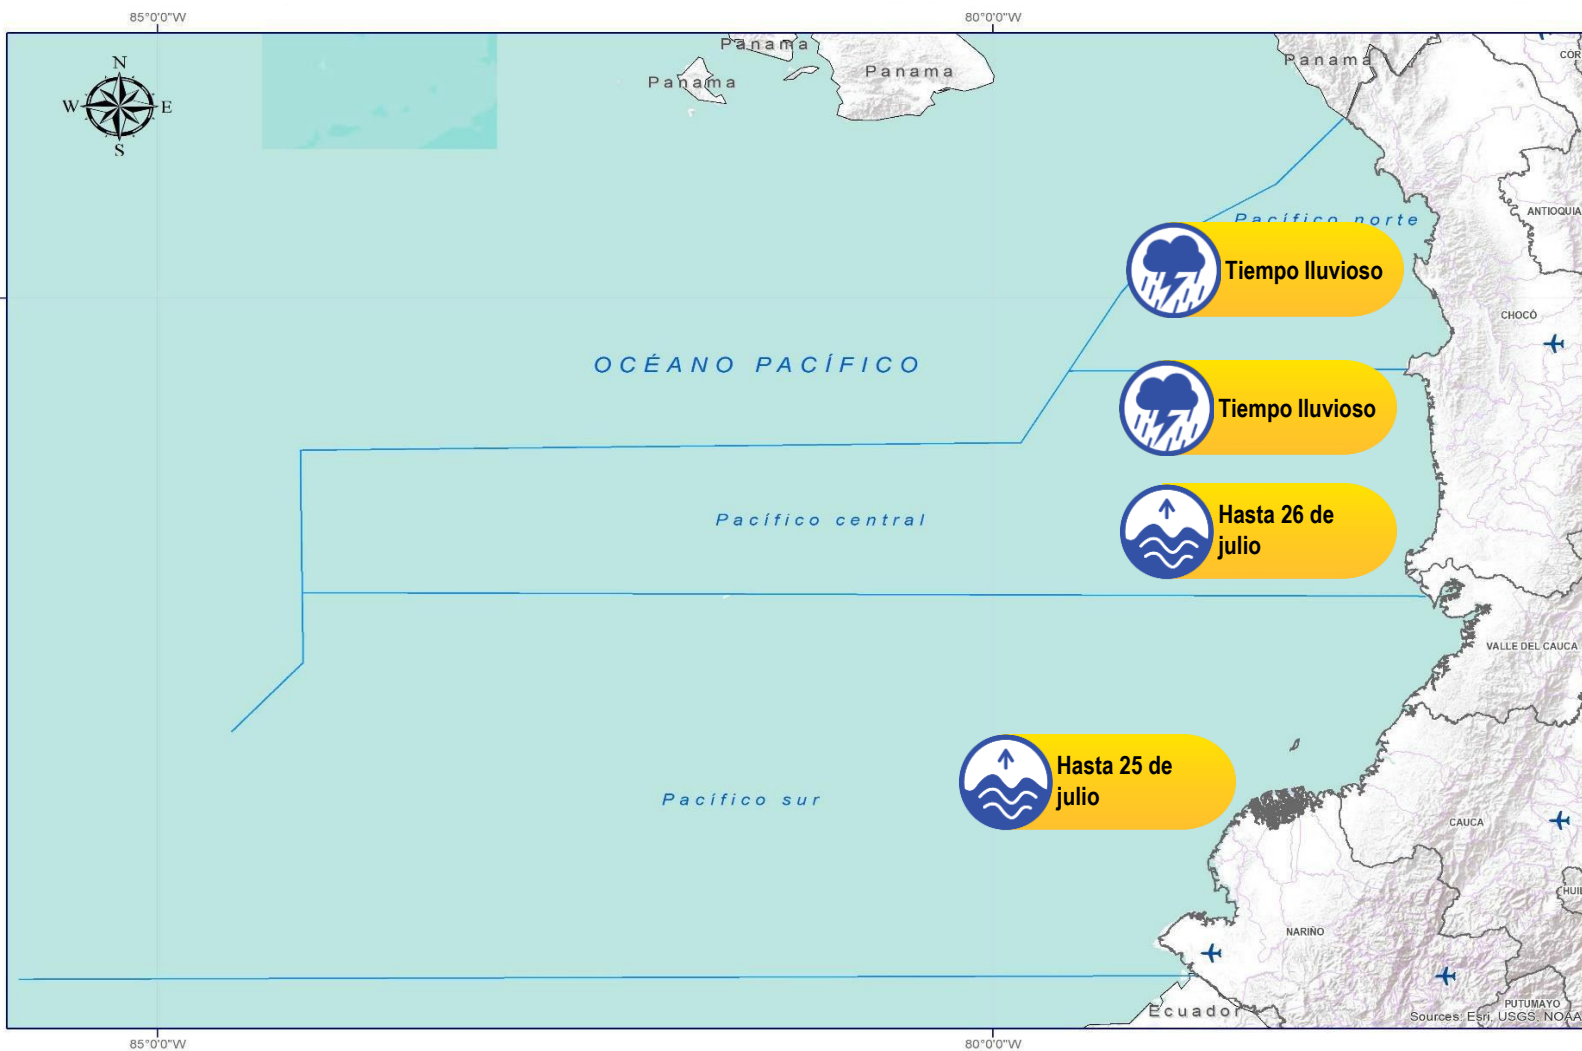 85°0'0"W
80°0'0"W
N
W
E
S
Panama
Panama
Panama
Panama
CÓR
ANTIOQUIA
Pacífico norte
Tiempo lluvioso
CHOCÓ
OCÉANO PACÍFICO
Tiempo lluvioso
Pacífico central
Hasta 26 de
julio
VALLE DEL CAUCA
Hasta 25 de
julio
Pacífico sur
CAUCA
HUIL
NARIÑO
PUTUMAYO
Ecuador
Sources: Esri, USGS, NOAA
85°0'0"W
80°0'0"W